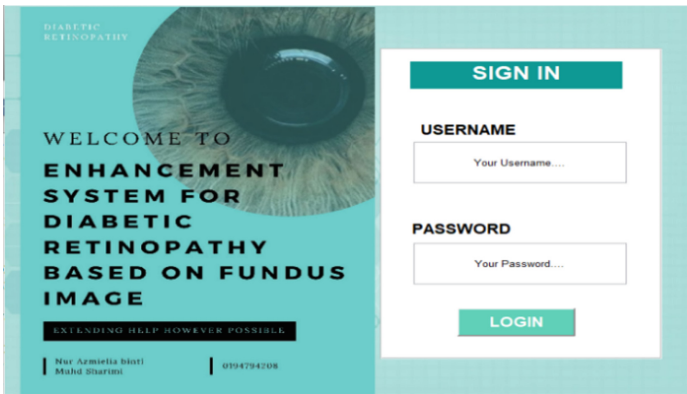 DIABETIC
RETINOPATHY
WELCOME TO
ENHANCEMENT
SYSTEM FOR
DIABETIC
RETINOPATHY
BASED ON FUNDUS
IMAGE
EXTENDING HELP HOWEVER POSSIBLE
Nur Azmielia binti
Muhd Sharimi
0194794208
SIGN IN
USERNAME
Your Username....
PASSWORD
Your Password....
LOGIN